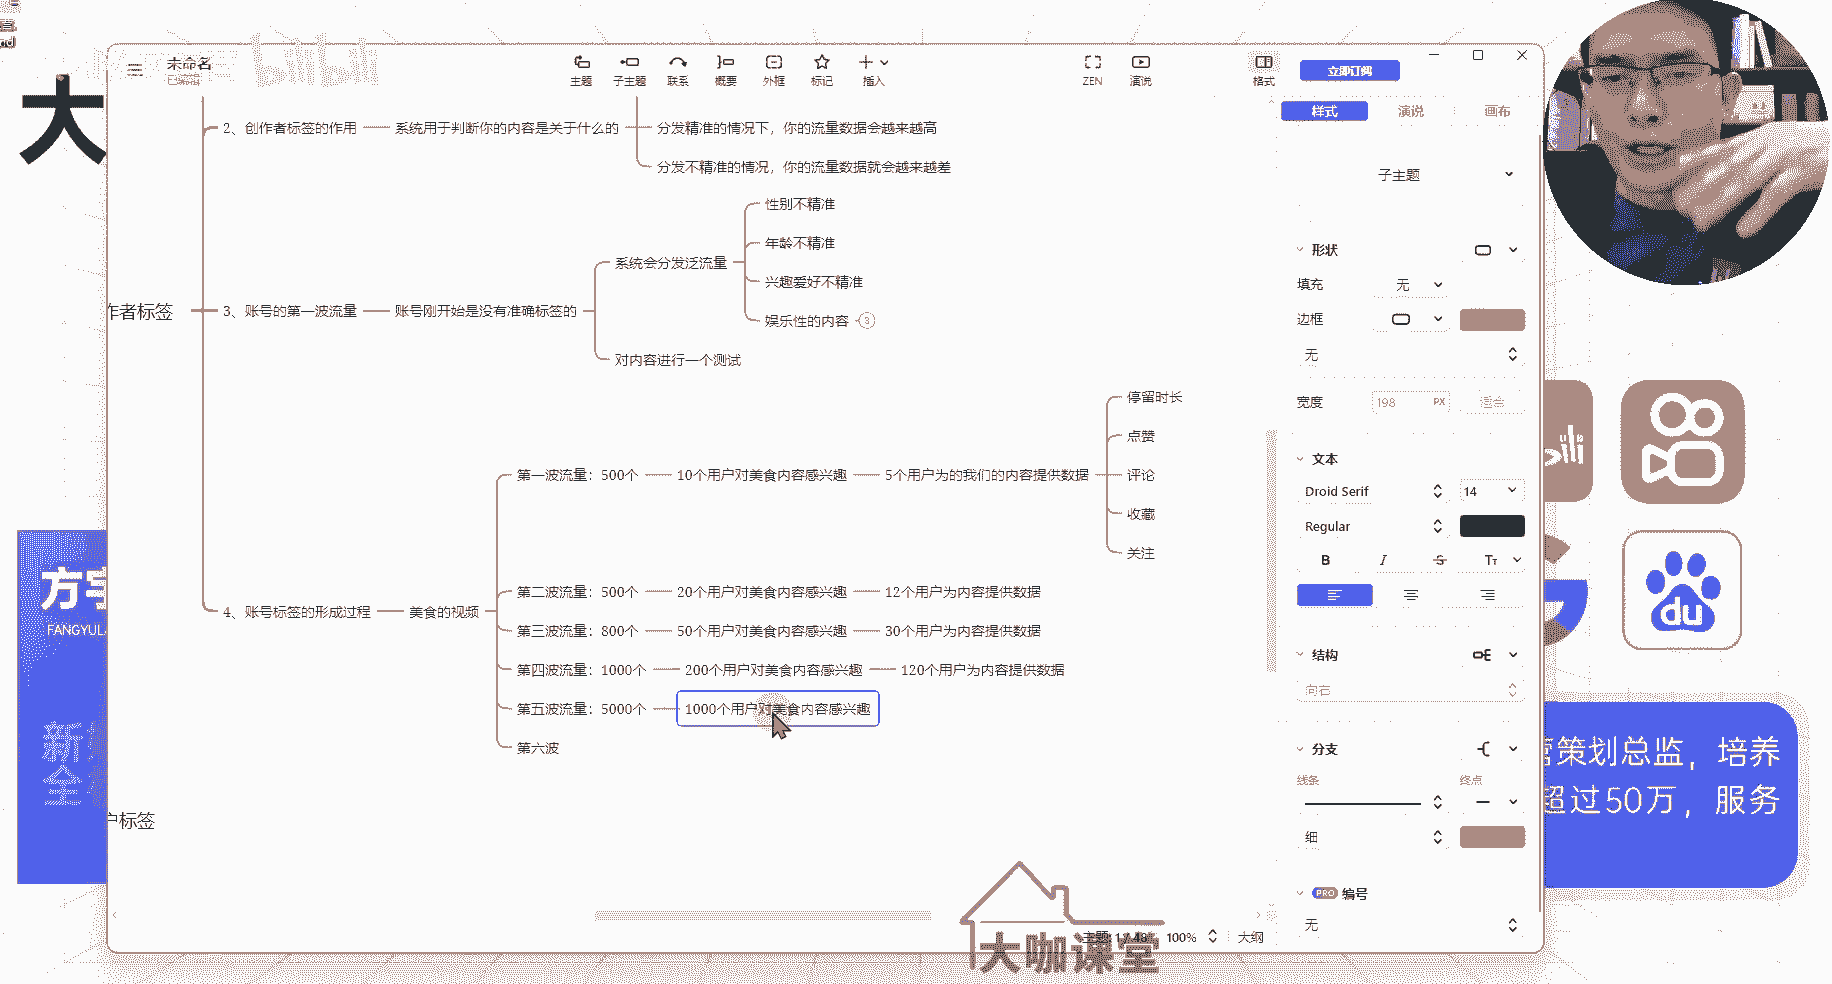 未命名
已编辑
bilibili
主题
子主题
联系
概要
外框
标记
插入
ZEN
演说
格式
立即订阅
大
2、创作者标签的作用
系统用于判断你的内容是关于什么的
分发精准的情况下，你的流量数据会越来越高
分发不精准的情况，你的流量数据就会越来越差
性别不精准
年龄不精准
系统会分发泛流量
兴趣爱好不精准
作者标签
3、账号的第一波流量
账号刚开始是没有准确标签的
娱乐性的内容
3
对内容进行一个测试
停留时长
点赞
第一波流量：500个
10个用户对美食内容感兴趣
5个用户为的我们的内容提供数据
评论
收藏
关注
第二波流量：500个
20个用户对美食内容感兴趣
12个用户为内容提供数据
4、账号标签的形成过程
美食的视频
第三波流量：800个
50个用户对美食内容感兴趣
30个用户为内容提供数据
第四波流量：1000个
200个用户对美食内容感兴趣
120个用户为内容提供数据
第五波流量：5000个
1000个用户对美食内容感兴趣
第六波
户标签
样式
演说
画布
子主题
形状
填充
无
边框
无
宽度
198
PX
适合
文本
Droid Serif
14
Regular
B
I
S
Tт
结构
向右
分支
线条
终点
细
PRO
编号
无
100%
大纲
大咖课堂
FANGYUL
du
营策划总监，培养
超过50万，服务